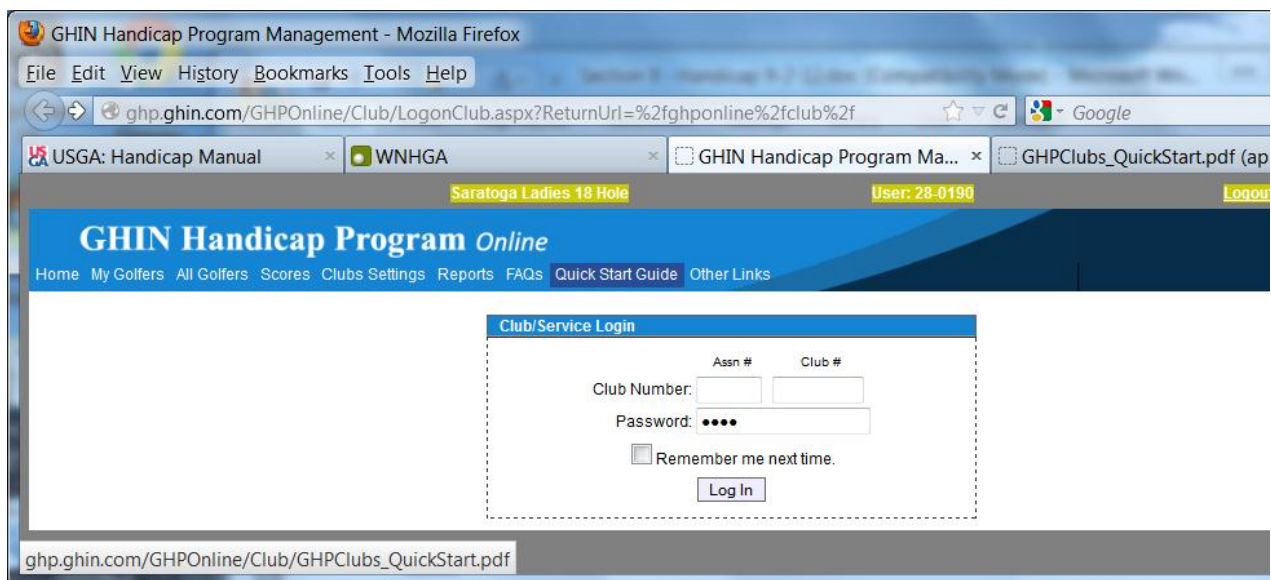 GHIN Handicap Program Management - Mozilla Firefox
File Edit View History Bookmarks Tools Help
ghp.ghin.com/GHPOnline/Club/LogonClub.aspx?ReturnUrl=%2fghponline%2fclub%2f Google
USGA: Handicap Manual WNHGA GHIN Handicap Program Ma... GHPClubs_QuickStart.pdf (ap
Saratoga Ladies 18 Hole User: 28-0190 Logout
GHIN Handicap Program Online
Home My Golfers All Golfers Scores Clubs Settings Reports FAQs Quick Start Guide Other Links
Club/Service Login
Assn # Club #
Club Number:
Password: ••••
Remember me next time.
Log In
ghp.ghin.com/GHPOnline/Club/GHPClubs_QuickStart.pdf